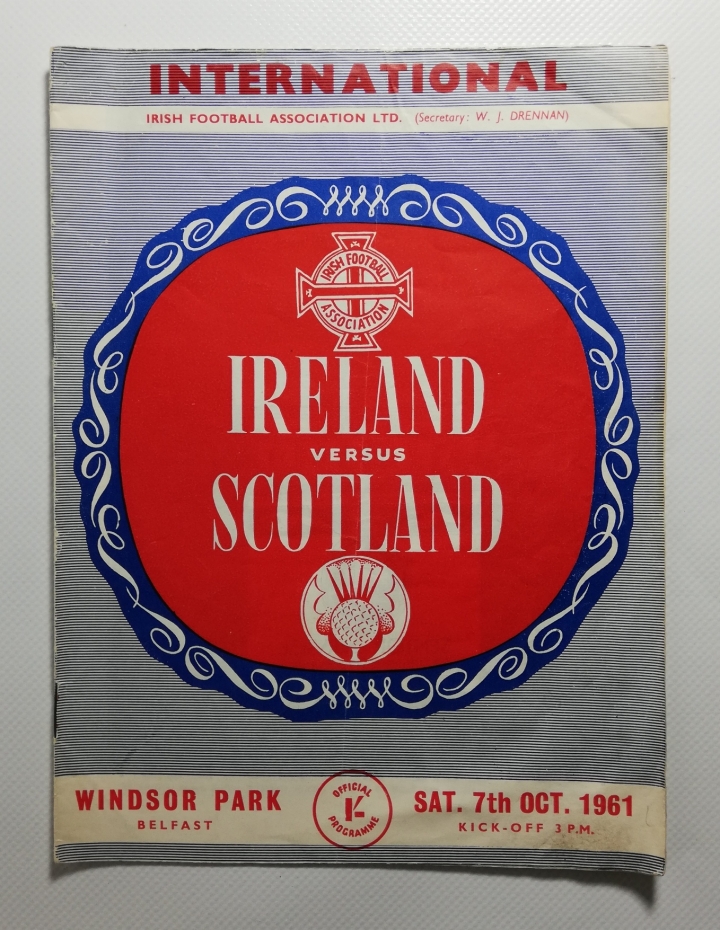 INTERNATIONAL
IRISH FOOTBALL ASSOCIATION LTD. (Secretary: W. J. DRENNAN)
IRISH FOOTBALL
ASSOCIATION
IRELAND
VERSUS
SCOTLAND
WINDSOR PARK
BELFAST
OFFICIAL
1/-
PROGRAMME
SAT. 7th OCT. 1961
KICK-OFF 3 P.M.